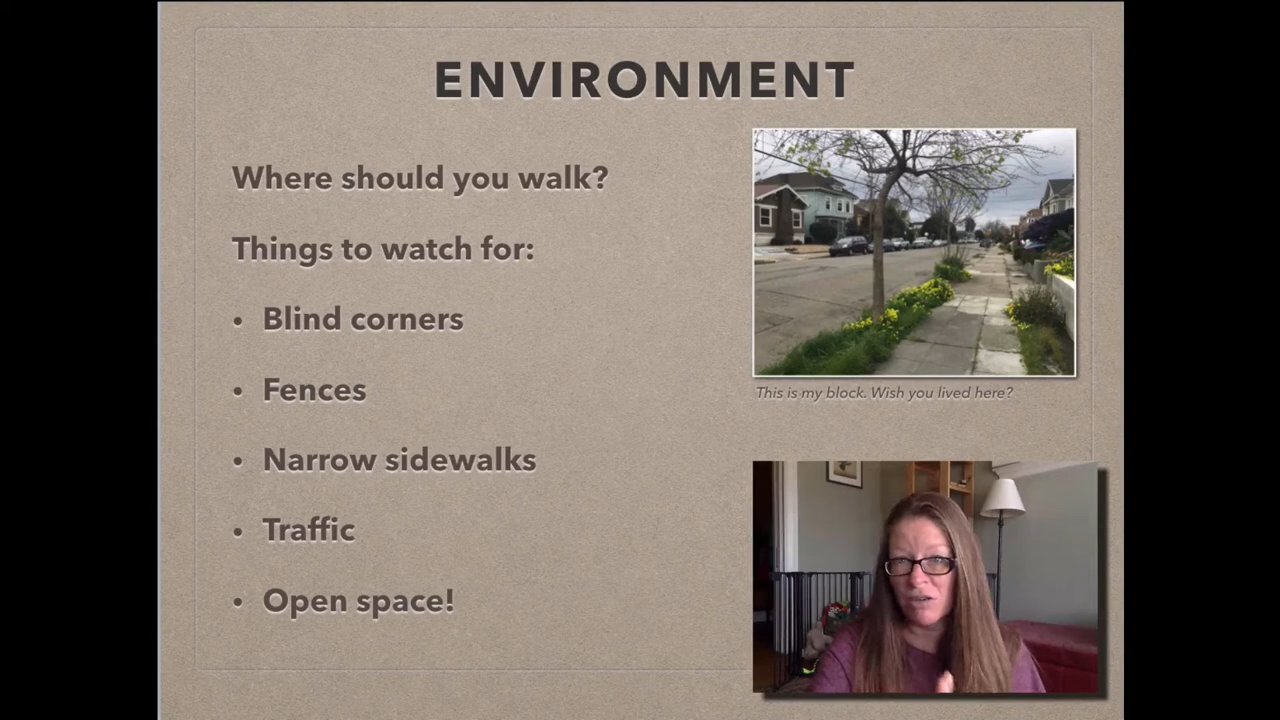 ENVIRONMENT
Where should you walk?
Things to watch for:
• Blind corners
• Fences
• Narrow sidewalks
• Traffic
• Open space!
This is my block. Wish you lived here?